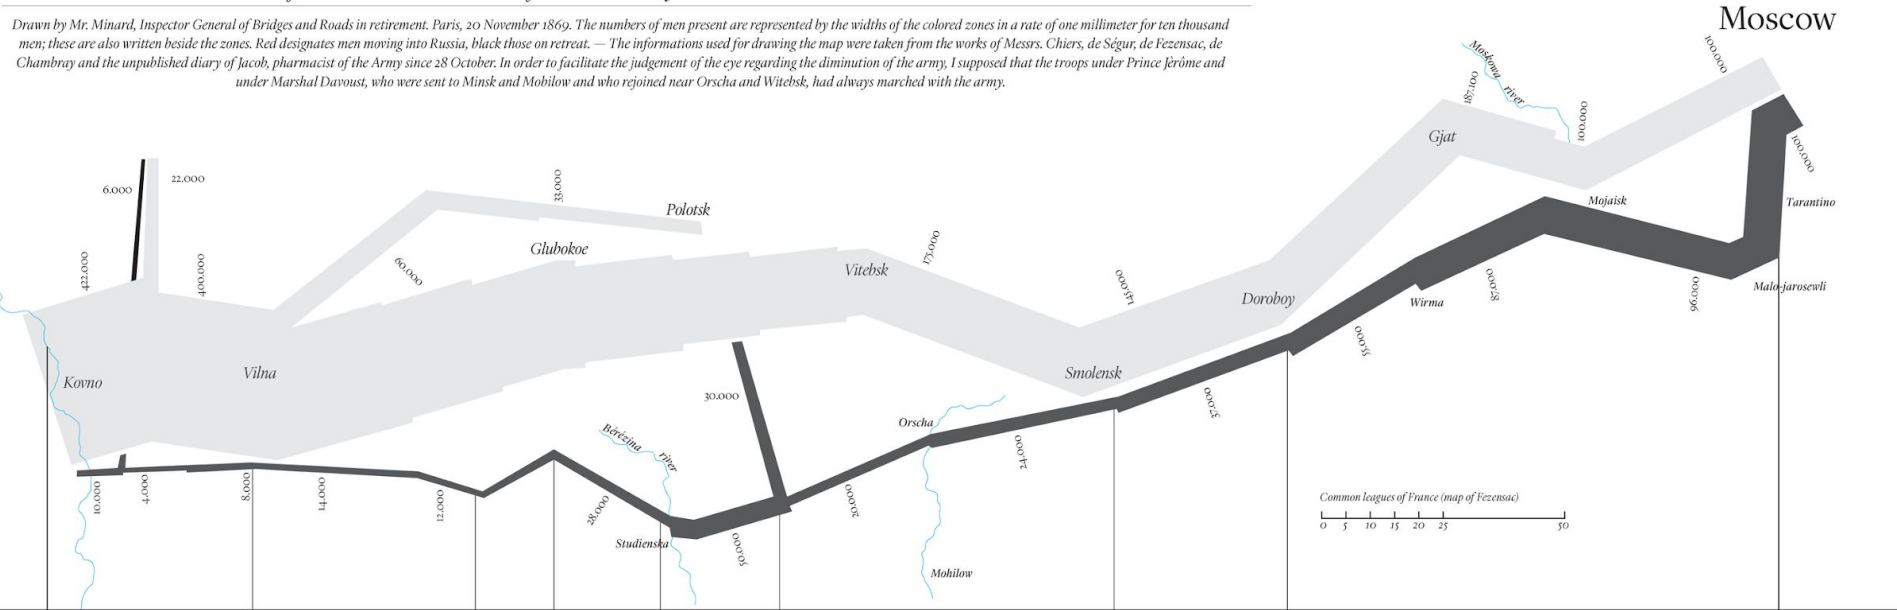 Moscow
Drawn by Mr. Minard, Inspector General of Bridges and Roads in retirement. Paris, 20 November 1869. The numbers of men present are represented by the widths of the colored zones in a rate of one millimeter for ten thousand
men; these are also written beside the zones. Red designates men moving into Russia, black those on retreat. — The informations used for drawing the map were taken from the works of Messrs. Chiers, de Ségur, de Fezensac, de
Chambray and the unpublished diary of Jacob, pharmacist of the Army since 28 October. In order to facilitate the judgement of the eye regarding the diminution of the army, I supposed that the troops under Prince Jèrôme and
under Marshal Davoust, who were sent to Minsk and Mobilow and who rejoined near Orscha and Witebsk, had always marched with the army.
Moskowa
river
100.000
187.100
100.000
Gjat
100.000
6.000
22.000
33.000
Polotsk
Mojaisk
Tarantino
422.000
400.000
60.000
Glubokoe
Vitebsk
175.000
145.000
Doroboy
Wirma
87.000
96.000
Malo-jarosewli
55.000
Kovno
Vilna
Smolensk
37.000
30.000
Orscha
24.000
Bérézina
river
10.000
4.000
8.000
14.000
12.000
28.000
20.000
Studienska
50.000
Mohilow
Common leagues of France (map of Fezensac)
0 5 10 15 20 25 50